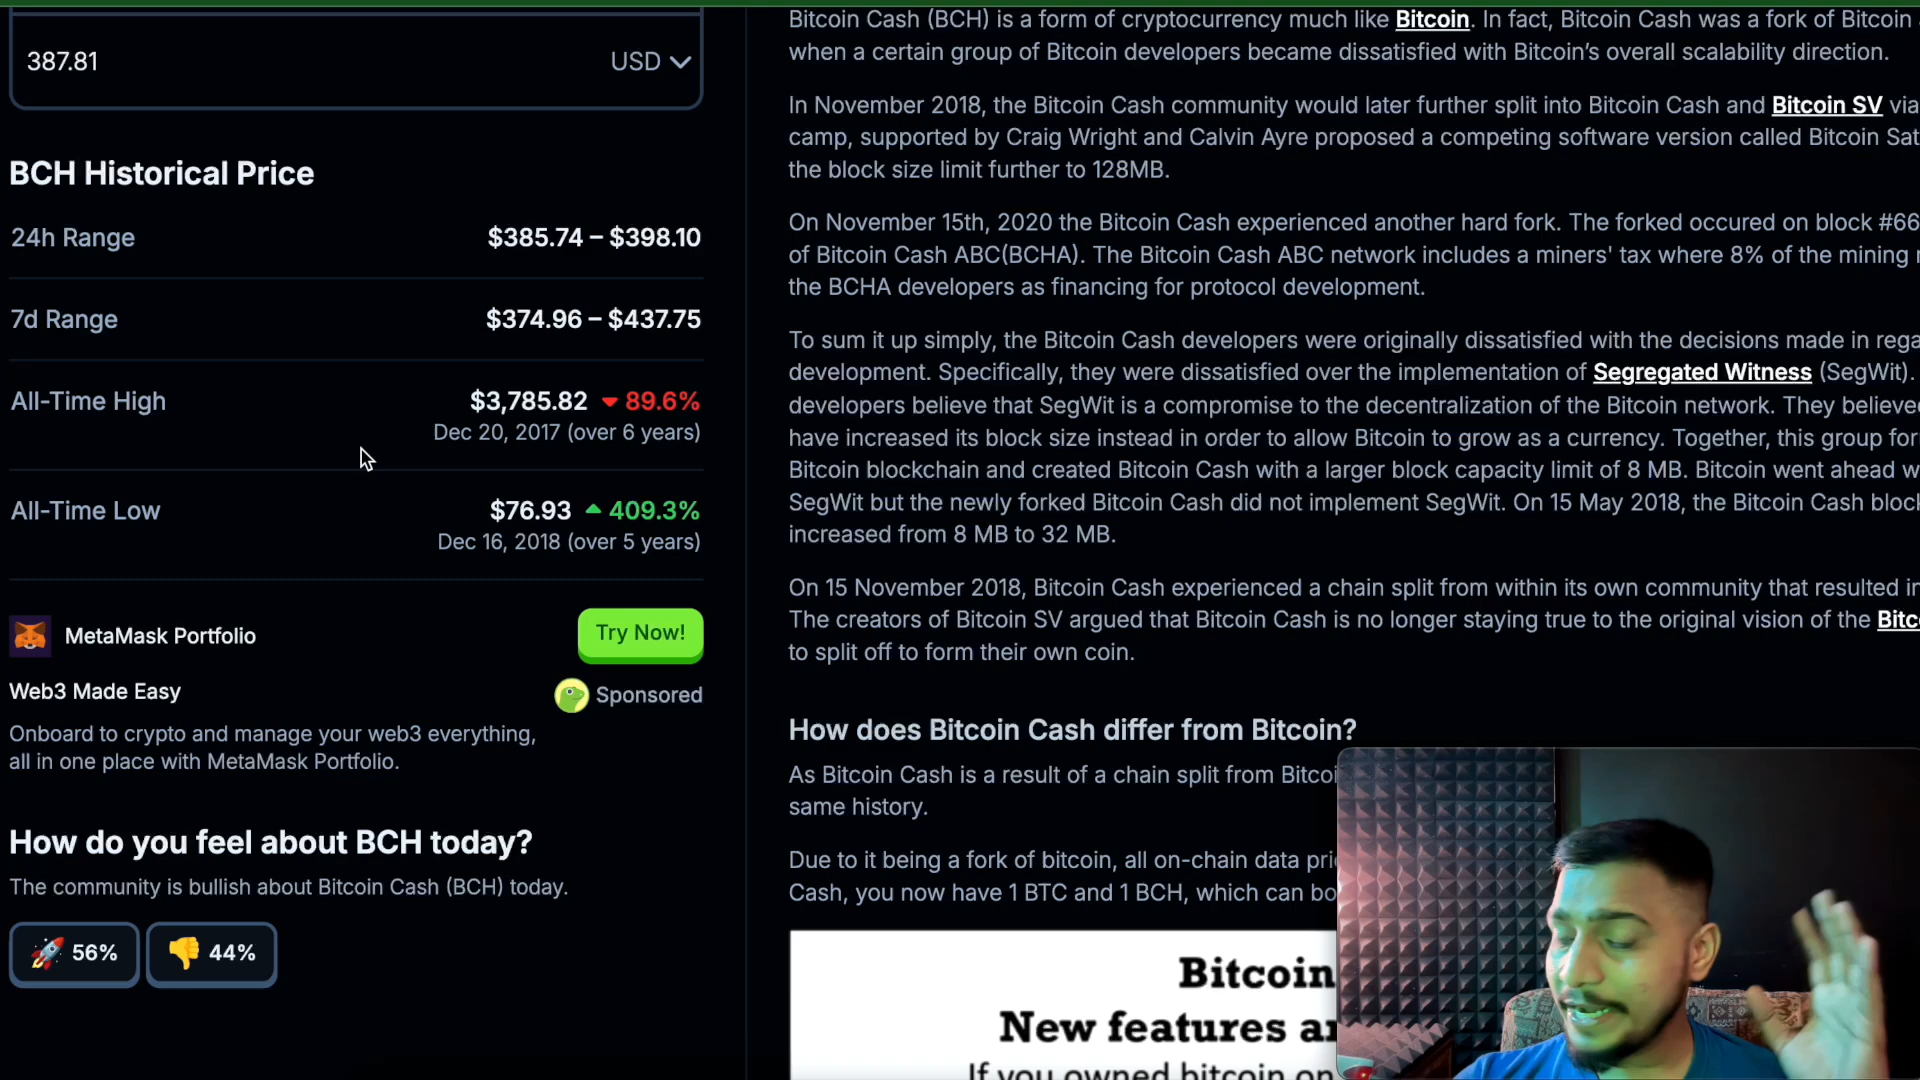 387.81
USD
BCH Historical Price
24h Range
$385.74 – $398.10
7d Range
$374.96 – $437.75
All-Time High
$3,785.82 89.6%
Dec 20, 2017 (over 6 years)
All-Time Low
$76.93 409.3%
Dec 16, 2018 (over 5 years)
MetaMask Portfolio
Try Now!
Web3 Made Easy
Sponsored
Onboard to crypto and manage your web3 everything,
all in one place with MetaMask Portfolio.
How do you feel about BCH today?
The community is bullish about Bitcoin Cash (BCH) today.
56%
44%
Bitcoin Cash (BCH) is a form of cryptocurrency much like Bitcoin. In fact, Bitcoin Cash was a fork of Bitcoin
when a certain group of Bitcoin developers became dissatisfied with Bitcoin’s overall scalability direction.
In November 2018, the Bitcoin Cash community would later further split into Bitcoin Cash and Bitcoin SV via
camp, supported by Craig Wright and Calvin Ayre proposed a competing software version called Bitcoin Sat
the block size limit further to 128MB.
On November 15th, 2020 the Bitcoin Cash experienced another hard fork. The forked occured on block #66
of Bitcoin Cash ABC(BCHA). The Bitcoin Cash ABC network includes a miners' tax where 8% of the mining
the BCHA developers as financing for protocol development.
To sum it up simply, the Bitcoin Cash developers were originally dissatisfied with the decisions made in rega
development. Specifically, they were dissatisfied over the implementation of Segregated Witness (SegWit).
developers believe that SegWit is a compromise to the decentralization of the Bitcoin network. They believe
have increased its block size instead in order to allow Bitcoin to grow as a currency. Together, this group for
Bitcoin blockchain and created Bitcoin Cash with a larger block capacity limit of 8 MB. Bitcoin went ahead w
SegWit but the newly forked Bitcoin Cash did not implement SegWit. On 15 May 2018, the Bitcoin Cash bloc
increased from 8 MB to 32 MB.
On 15 November 2018, Bitcoin Cash experienced a chain split from within its own community that resulted in
The creators of Bitcoin SV argued that Bitcoin Cash is no longer staying true to the original vision of the Bitc
to split off to form their own coin.
How does Bitcoin Cash differ from Bitcoin?
As Bitcoin Cash is a result of a chain split from Bitcoi
same history.
Due to it being a fork of bitcoin, all on-chain data pri
Cash, you now have 1 BTC and 1 BCH, which can bo
Bitcoin
New features a
If you owned bitcoin on